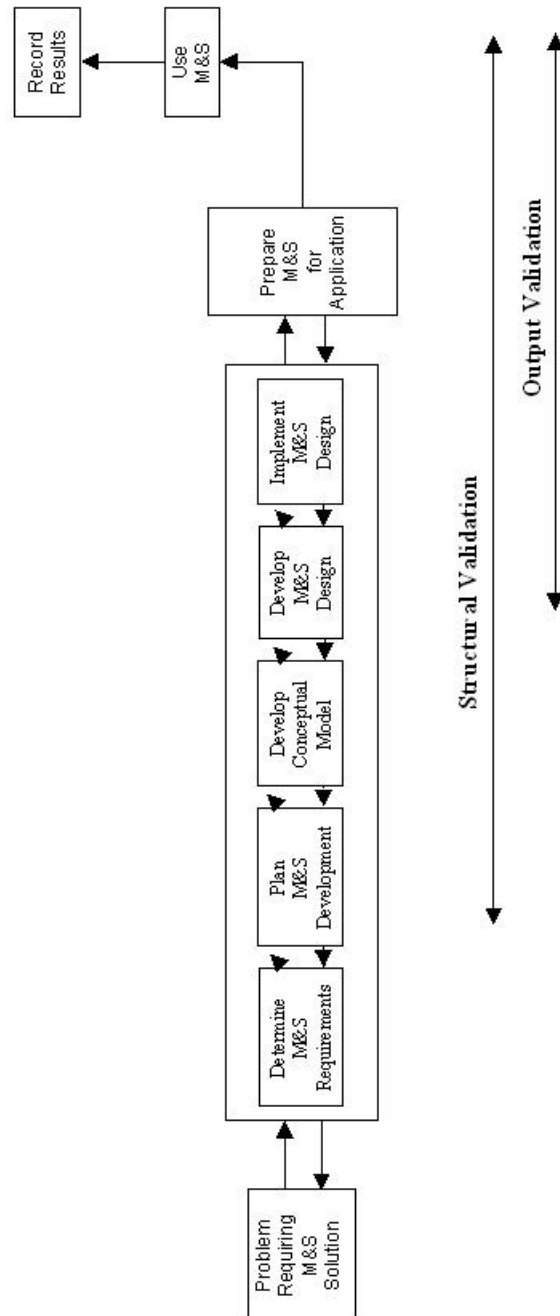 Problem
Requiring
M&S
Solution
Determine
M&S
Requirements
Plan
M&S
Development
Develop
Conceptual
Model
Develop
M&S
Design
Implement
M&S
Design
Prepare
M&S
for
Application
Use
M&S
Record
Results
Structural Validation
Output Validation